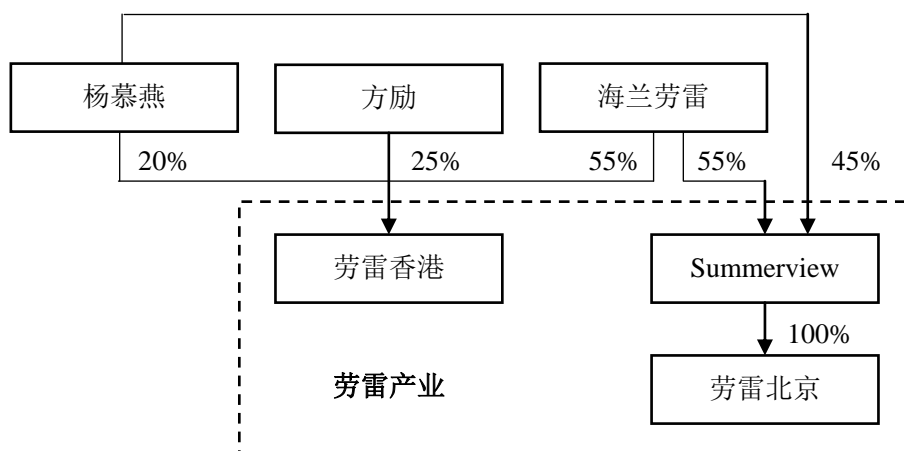 杨慕燕 方励 海兰劳雷
20% 25% 55% 55% 45%
劳雷香港 Summerview
100%
劳雷产业 劳雷北京